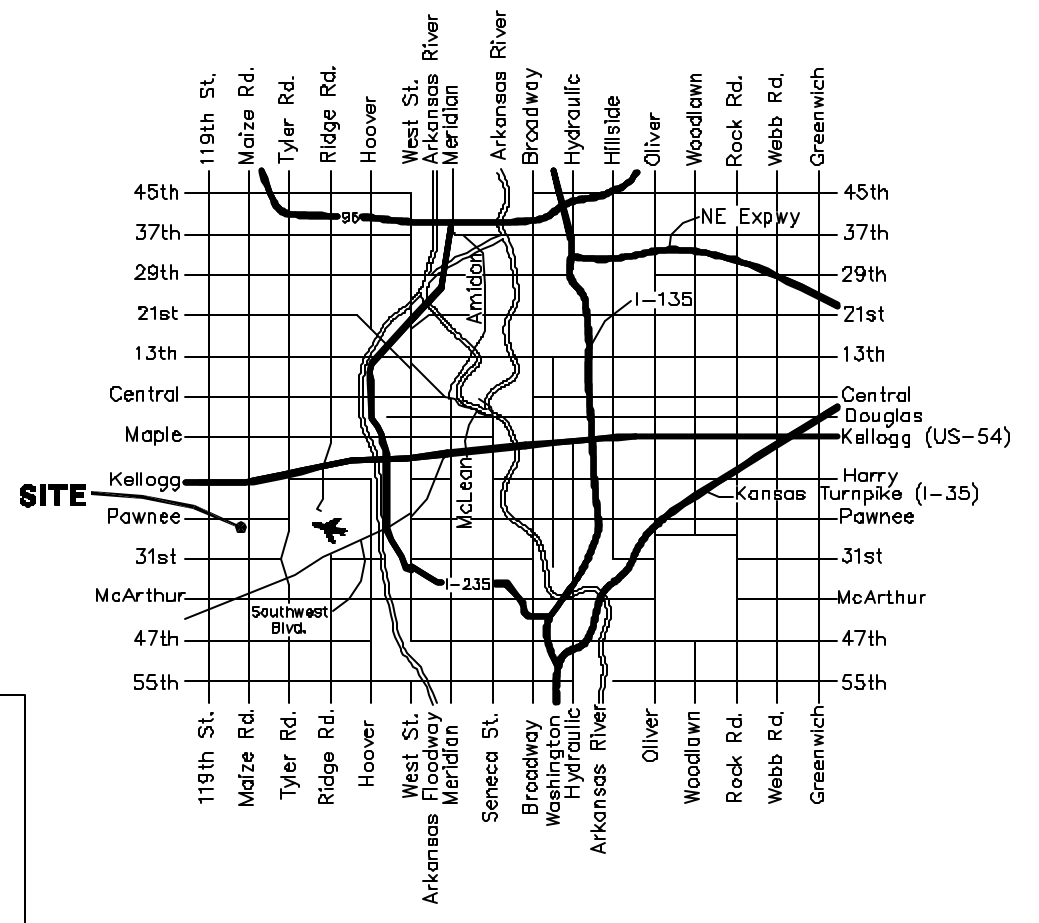 119th St.
Maize Rd.
Tyler Rd.
Ridge Rd.
Hoover
West St.
Arkansas River
Meridian
Arkansas River
Broadway
Hydraulic
Hillside
Oliver
Woodlawn
Rock Rd.
Webb Rd.
Greenwich
45th
45th
96
NE Expwy
37th
37th
29th
29th
Amidon
I-135
21st
21st
13th
13th
Central
Central
Douglas
Maple
Kellogg (US-54)
Kellogg
Harry
SITE
McLean
Kansas Turnpike (I-35)
Pawnee
Pawnee
31st
31st
I-235
McArthur
McArthur
Southwest
Blvd.
47th
47th
55th
55th
119th St.
Maize Rd.
Tyler Rd.
Ridge Rd.
Hoover
West St.
Arkansas Floodway
Meridian
Seneca St.
Broadway
Washington
Hydraulic
Arkansas River
Oliver
Woodlawn
Rock Rd.
Webb Rd.
Greenwich